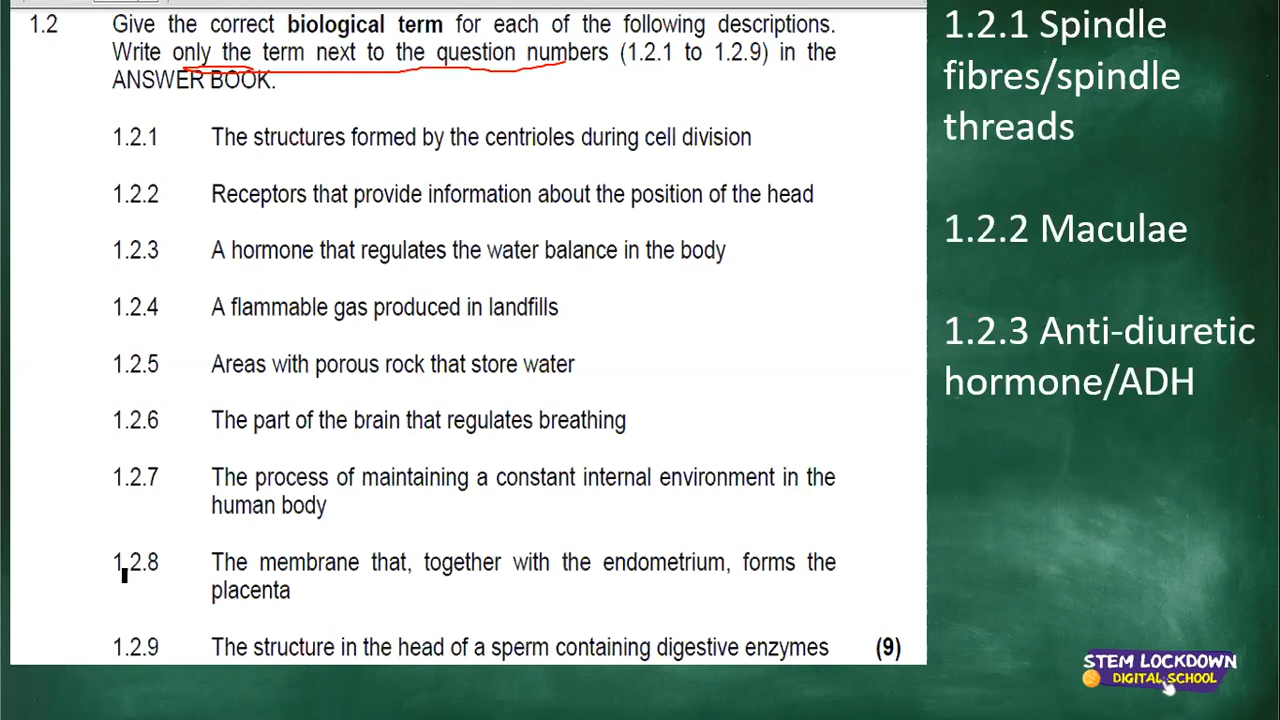 1.2 Give the correct biological term for each of the following descriptions.
Write only the term next to the question numbers (1.2.1 to 1.2.9) in the
ANSWER BOOK.
1.2.1 The structures formed by the centrioles during cell division
1.2.2 Receptors that provide information about the position of the head
1.2.3 A hormone that regulates the water balance in the body
1.2.4 A flammable gas produced in landfills
1.2.5 Areas with porous rock that store water
1.2.6 The part of the brain that regulates breathing
1.2.7 The process of maintaining a constant internal environment in the
human body
1.2.8 The membrane that, together with the endometrium, forms the
placenta
1.2.9 The structure in the head of a sperm containing digestive enzymes (9)
1.2.1 Spindle
fibres/spindle
threads
1.2.2 Maculae
1.2.3 Anti-diuretic
hormone/ADH
STEM LOCKDOWN
DIGITAL SCHOOL